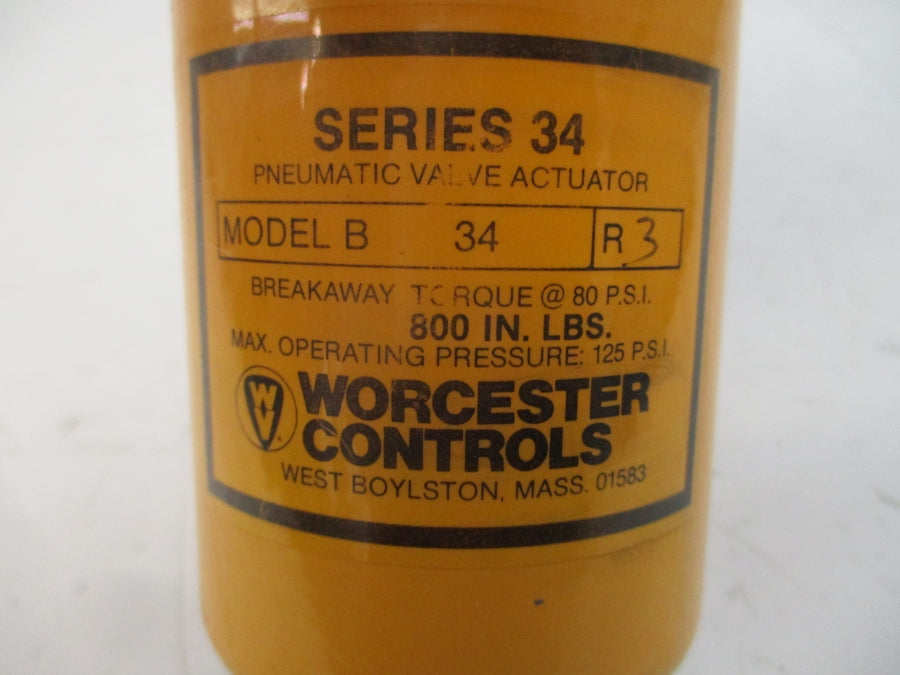 SERIES 34
PNEUMATIC VALVE ACTUATOR
MODEL B 34 R 3
BREAKAWAY TORQUE @ 80 P.S.I.
800 IN. LBS.
MAX. OPERATING PRESSURE: 125 P.S.I.
WORCESTER
CONTROLS
WEST BOYLSTON, MASS. 01583